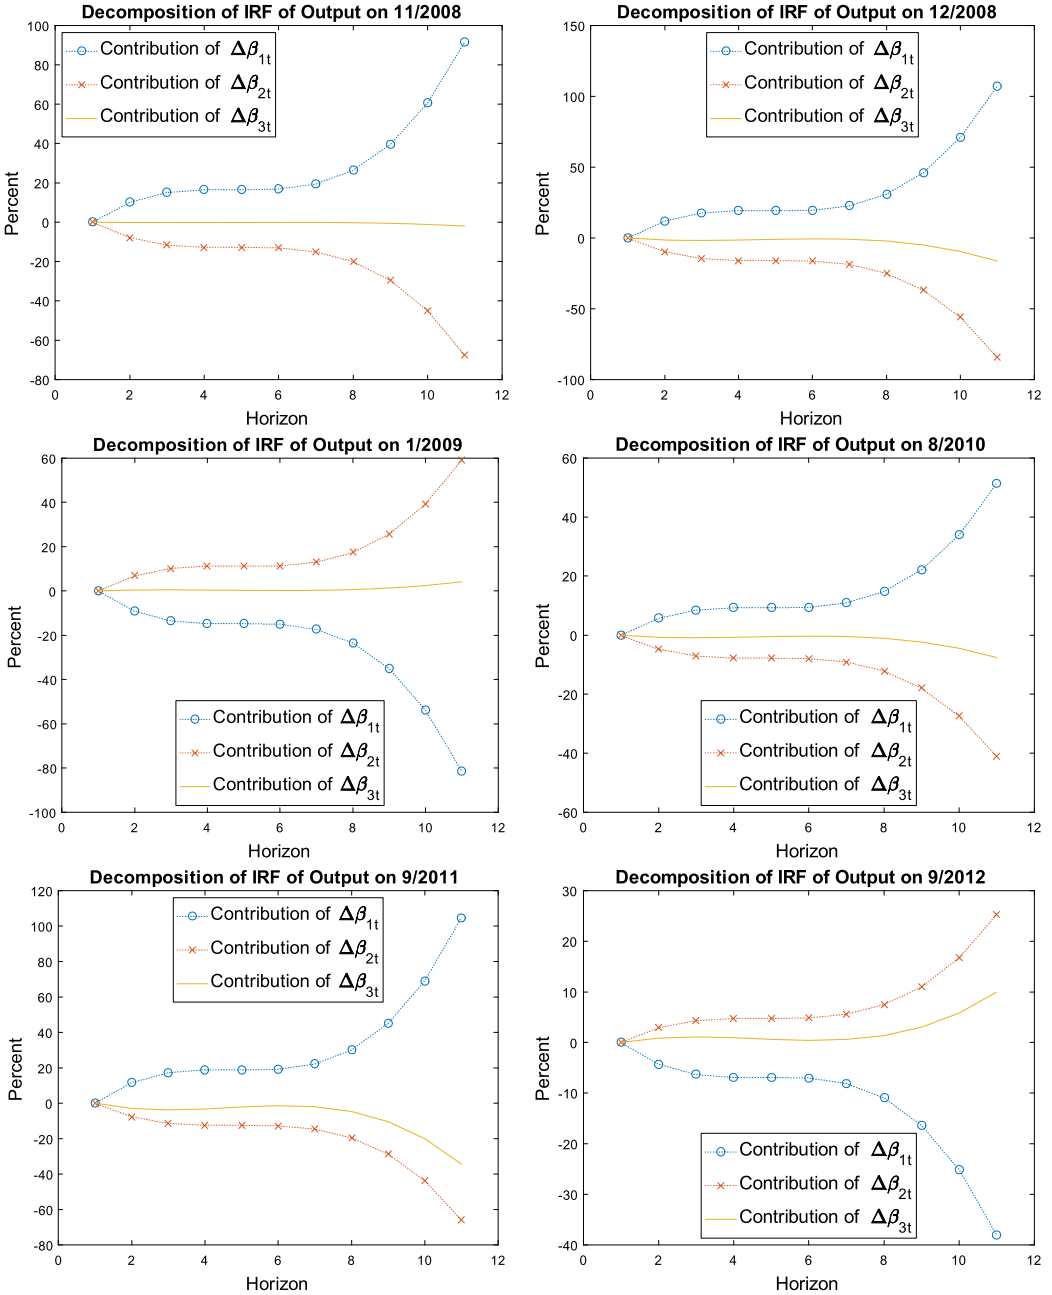 Decomposition of IRF of Output on 11/2008
100
80
60
40
20
0
-20
-40
-60
-80
Percent
0 2 4 6 8 10 12
Horizon
Contribution of Δβ1t
Contribution of Δβ2t
Contribution of Δβ3t
Decomposition of IRF of Output on 12/2008
150
100
50
0
-50
-100
Percent
0 2 4 6 8 10 12
Horizon
Contribution of Δβ1t
Contribution of Δβ2t
Contribution of Δβ3t
Decomposition of IRF of Output on 1/2009
60
40
20
0
-20
-40
-60
-80
-100
Percent
0 2 4 6 8 10 12
Horizon
Contribution of Δβ1t
Contribution of Δβ2t
Contribution of Δβ3t
Decomposition of IRF of Output on 8/2010
60
40
20
0
-20
-40
-60
Percent
0 2 4 6 8 10 12
Horizon
Contribution of Δβ1t
Contribution of Δβ2t
Contribution of Δβ3t
Decomposition of IRF of Output on 9/2011
120
100
80
60
40
20
0
-20
-40
-60
-80
Percent
0 2 4 6 8 10 12
Horizon
Contribution of Δβ1t
Contribution of Δβ2t
Contribution of Δβ3t
Decomposition of IRF of Output on 9/2012
30
20
10
0
-10
-20
-30
-40
Percent
0 2 4 6 8 10 12
Horizon
Contribution of Δβ1t
Contribution of Δβ2t
Contribution of Δβ3t